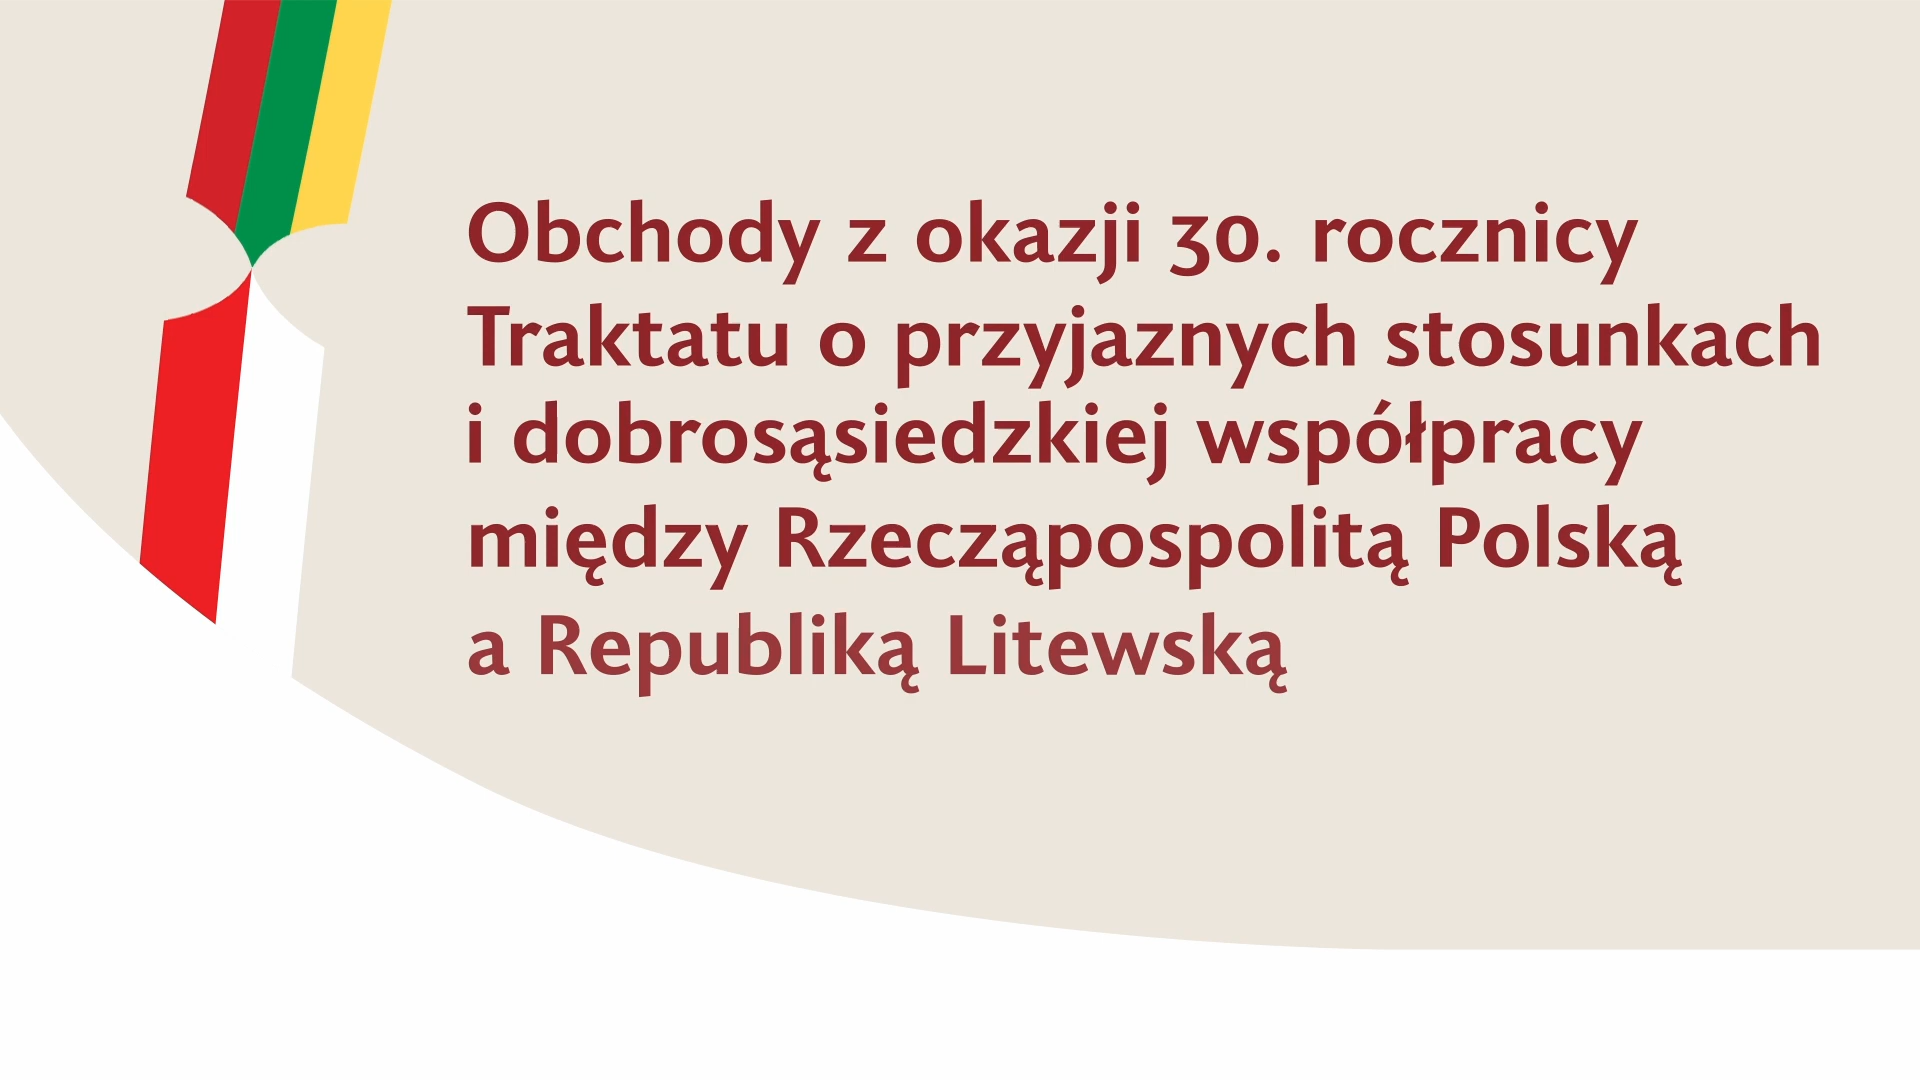 Obchody z okazji 30. rocznicy
Traktatu o przyjaznych stosunkach
i dobrosąsiedzkiej współpracy
między Rzecząpospolitą Polską
a Republiką Litewską